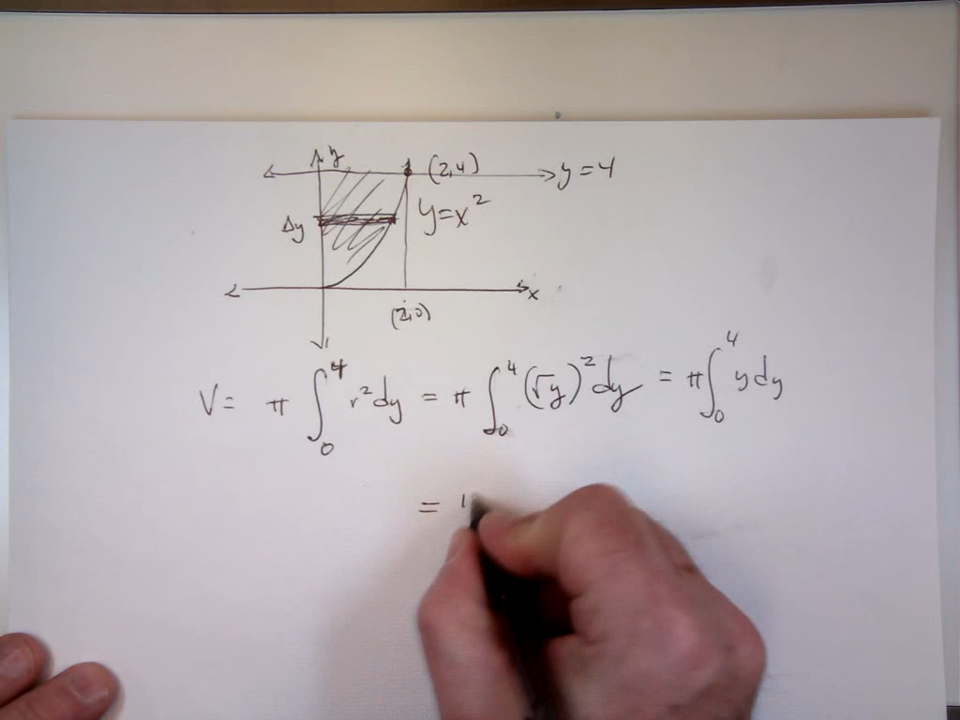 y
(2,4)
y = 4
Δy
y=x²
x
(2,0)
V = π ∫₀⁴ r² dy = π ∫₀⁴ (√y)² dy = π ∫₀⁴ y dy
=